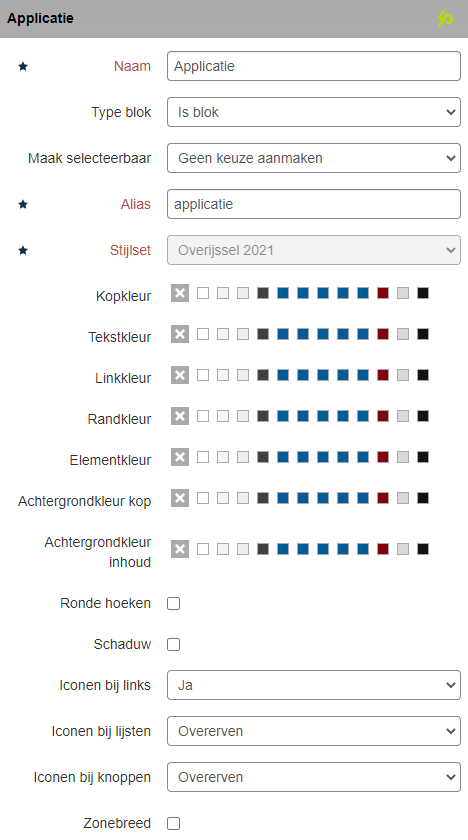 Applicatie
Naam Applicatie
Type blok Is blok
Maak selecteerbaar Geen keuze aanmaken
Alias applicatie
Stijlset Overijssel 2021
Kopkleur
Tekstkleur
Linkkleur
Randkleur
Elementkleur
Achtergrondkleur kop
Achtergrondkleur
inhoud
Ronde hoeken
Schaduw
Iconen bij links Ja
Iconen bij lijsten Overerven
Iconen bij knoppen Overerven
Zonebreed